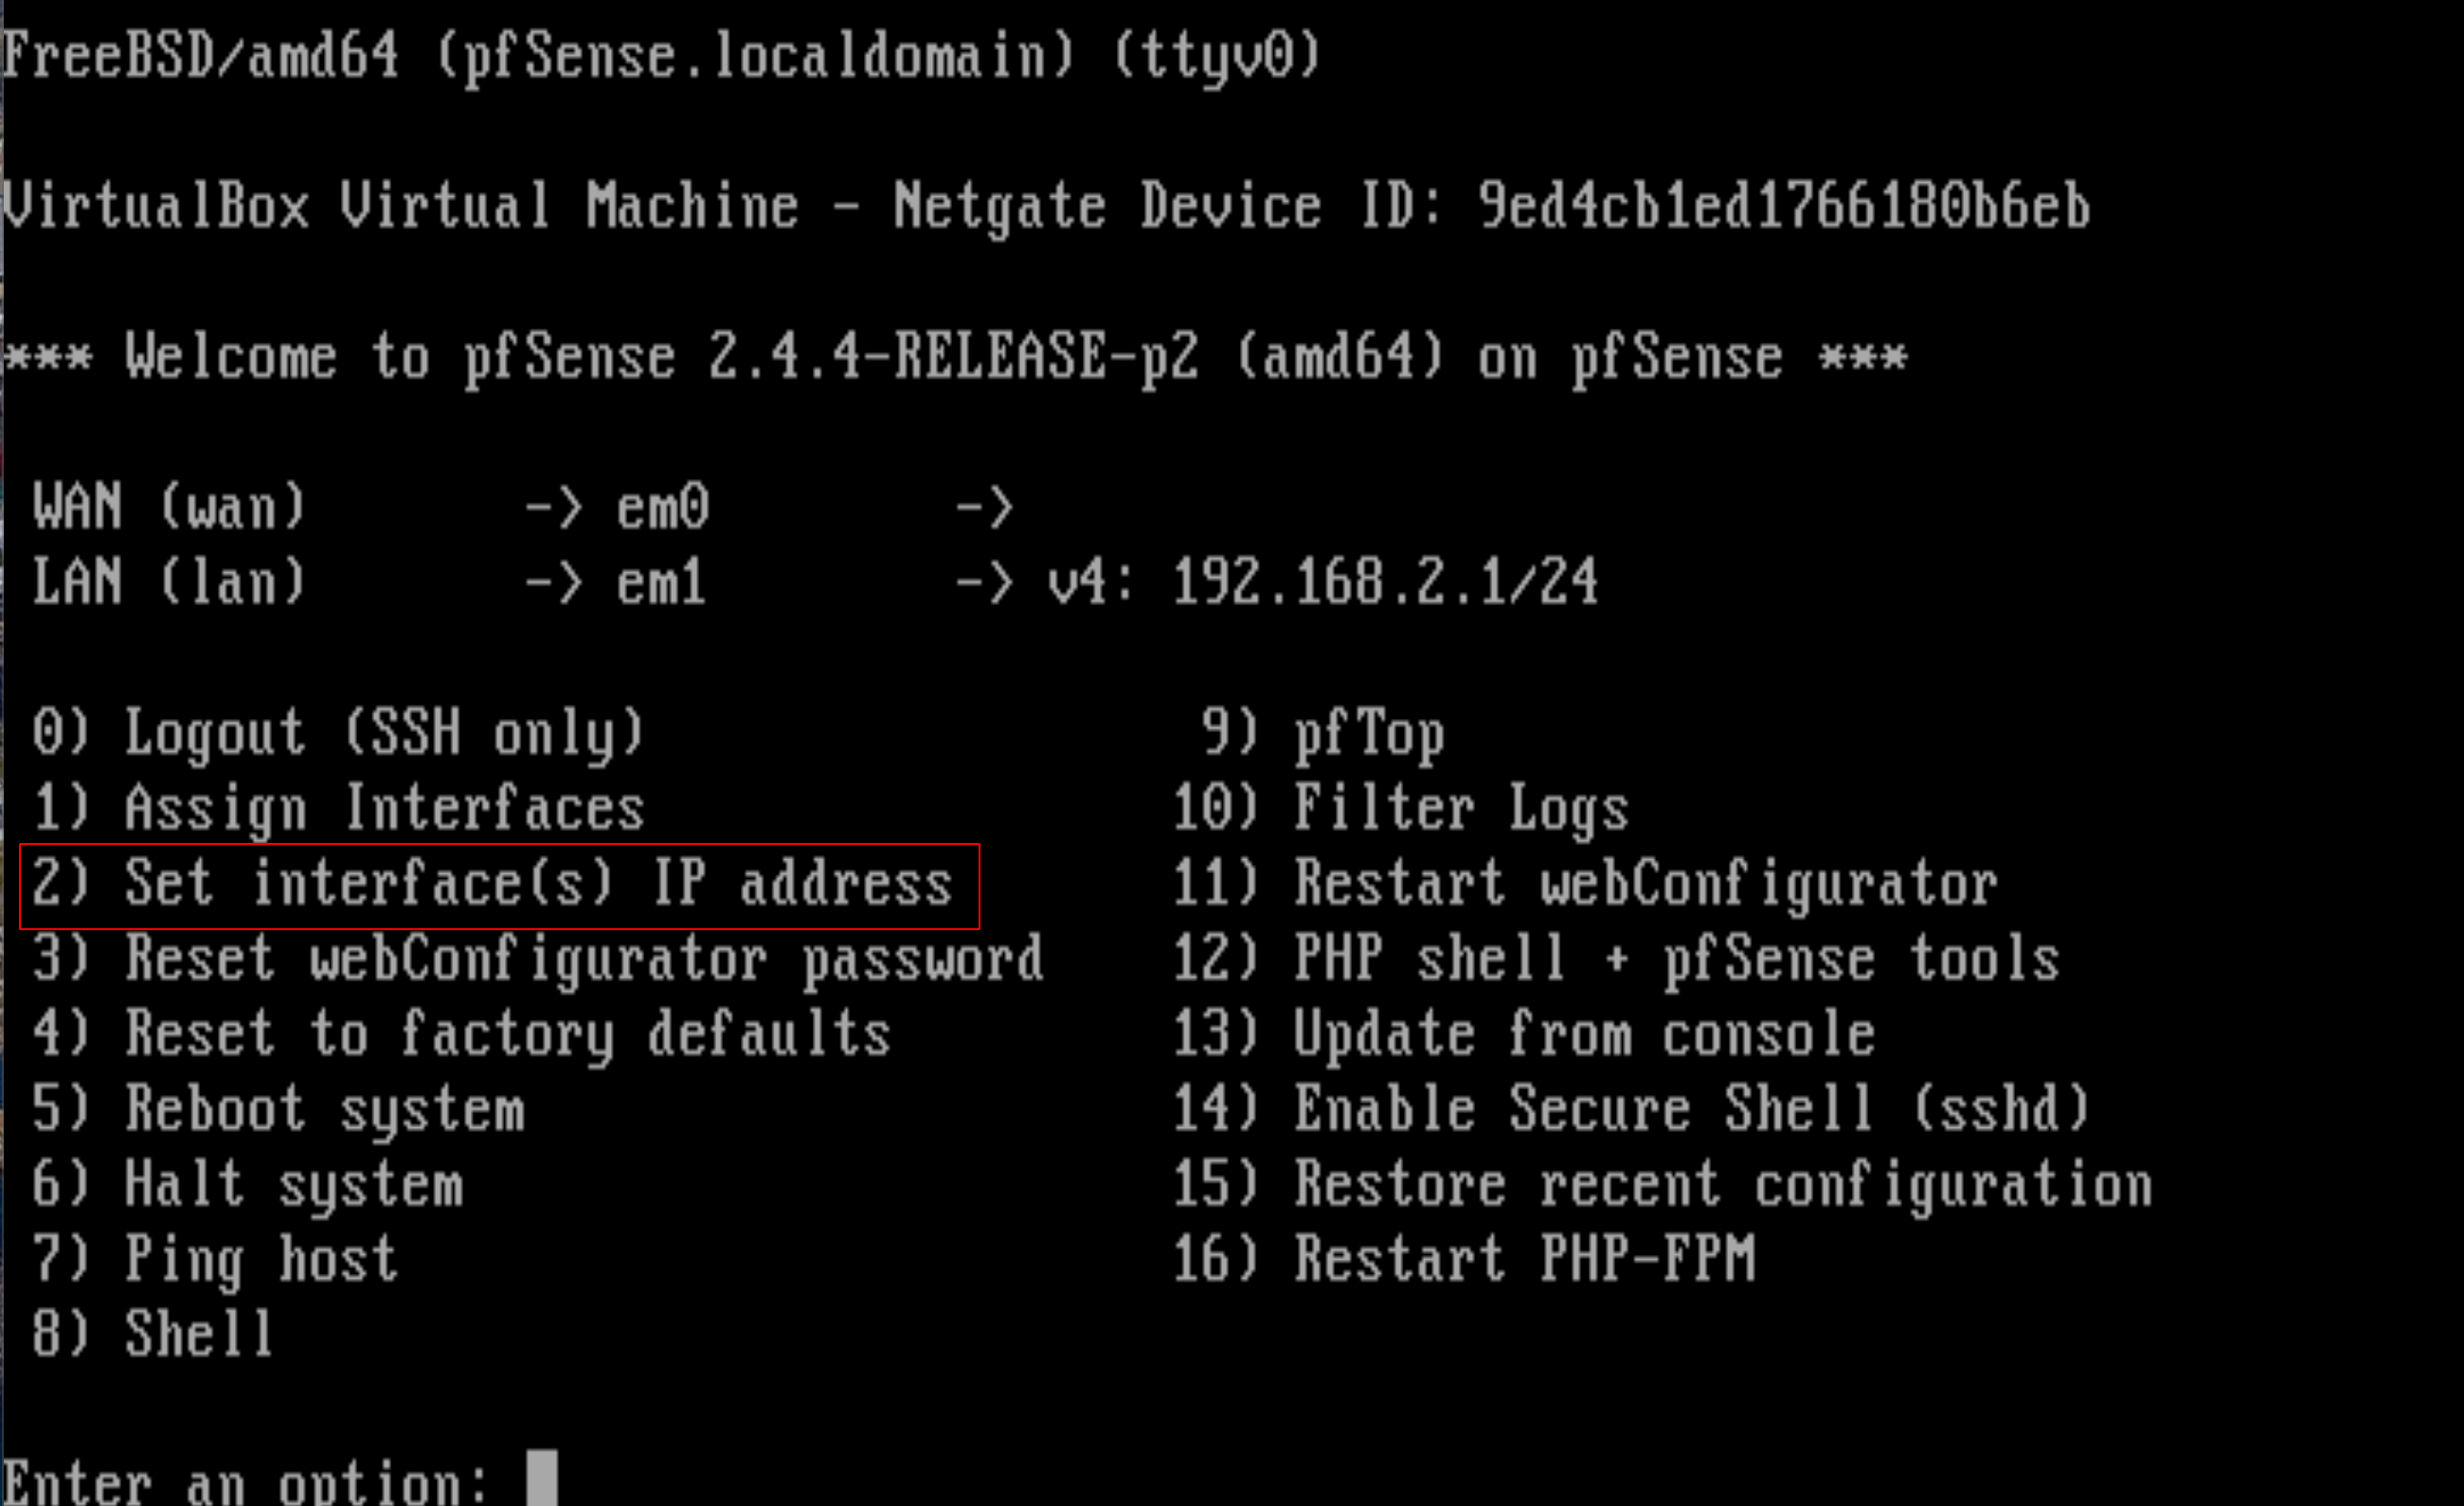 FreeBSD/amd64 (pfSense.localdomain) (ttyv0)
VirtualBox Virtual Machine - Netgate Device ID: 9ed4cb1ed1766180b6eb
*** Welcome to pfSense 2.4.4-RELEASE-p2 (amd64) on pfSense ***
WAN (wan) -> em0 ->
LAN (lan) -> em1 -> v4: 192.168.2.1/24
0) Logout (SSH only) 9) pfTop
1) Assign Interfaces 10) Filter Logs
2) Set interface(s) IP address 11) Restart webConfigurator
3) Reset webConfigurator password 12) PHP shell + pfSense tools
4) Reset to factory defaults 13) Update from console
5) Reboot system 14) Enable Secure Shell (sshd)
6) Halt system 15) Restore recent configuration
7) Ping host 16) Restart PHP-FPM
8) Shell
Enter an option: